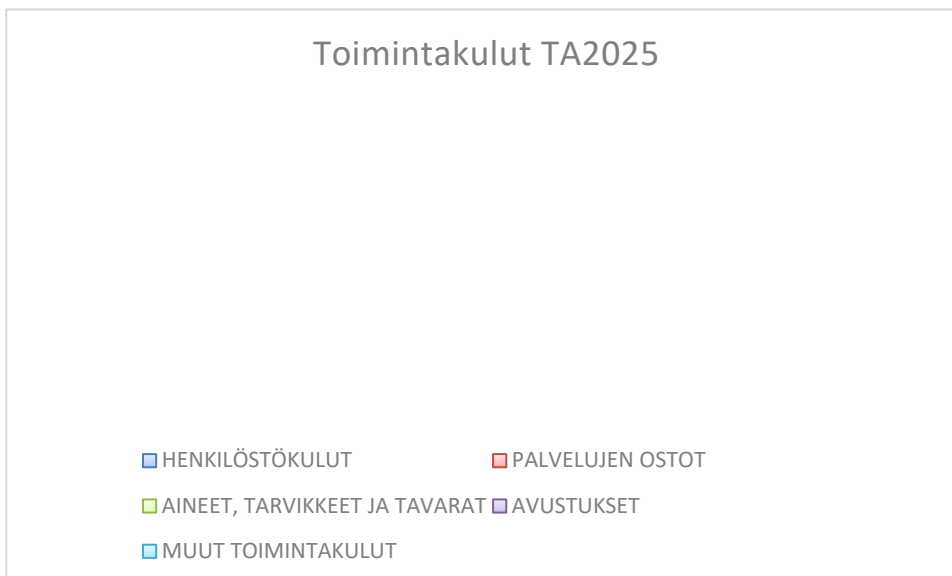 Toimintakulut TA2025
HENKILÖSTÖKULUT PALVELUJEN OSTOT
AINEET, TARVIKKEET JA TAVARAT AVUSTUKSET
MUUT TOIMINTAKULUT